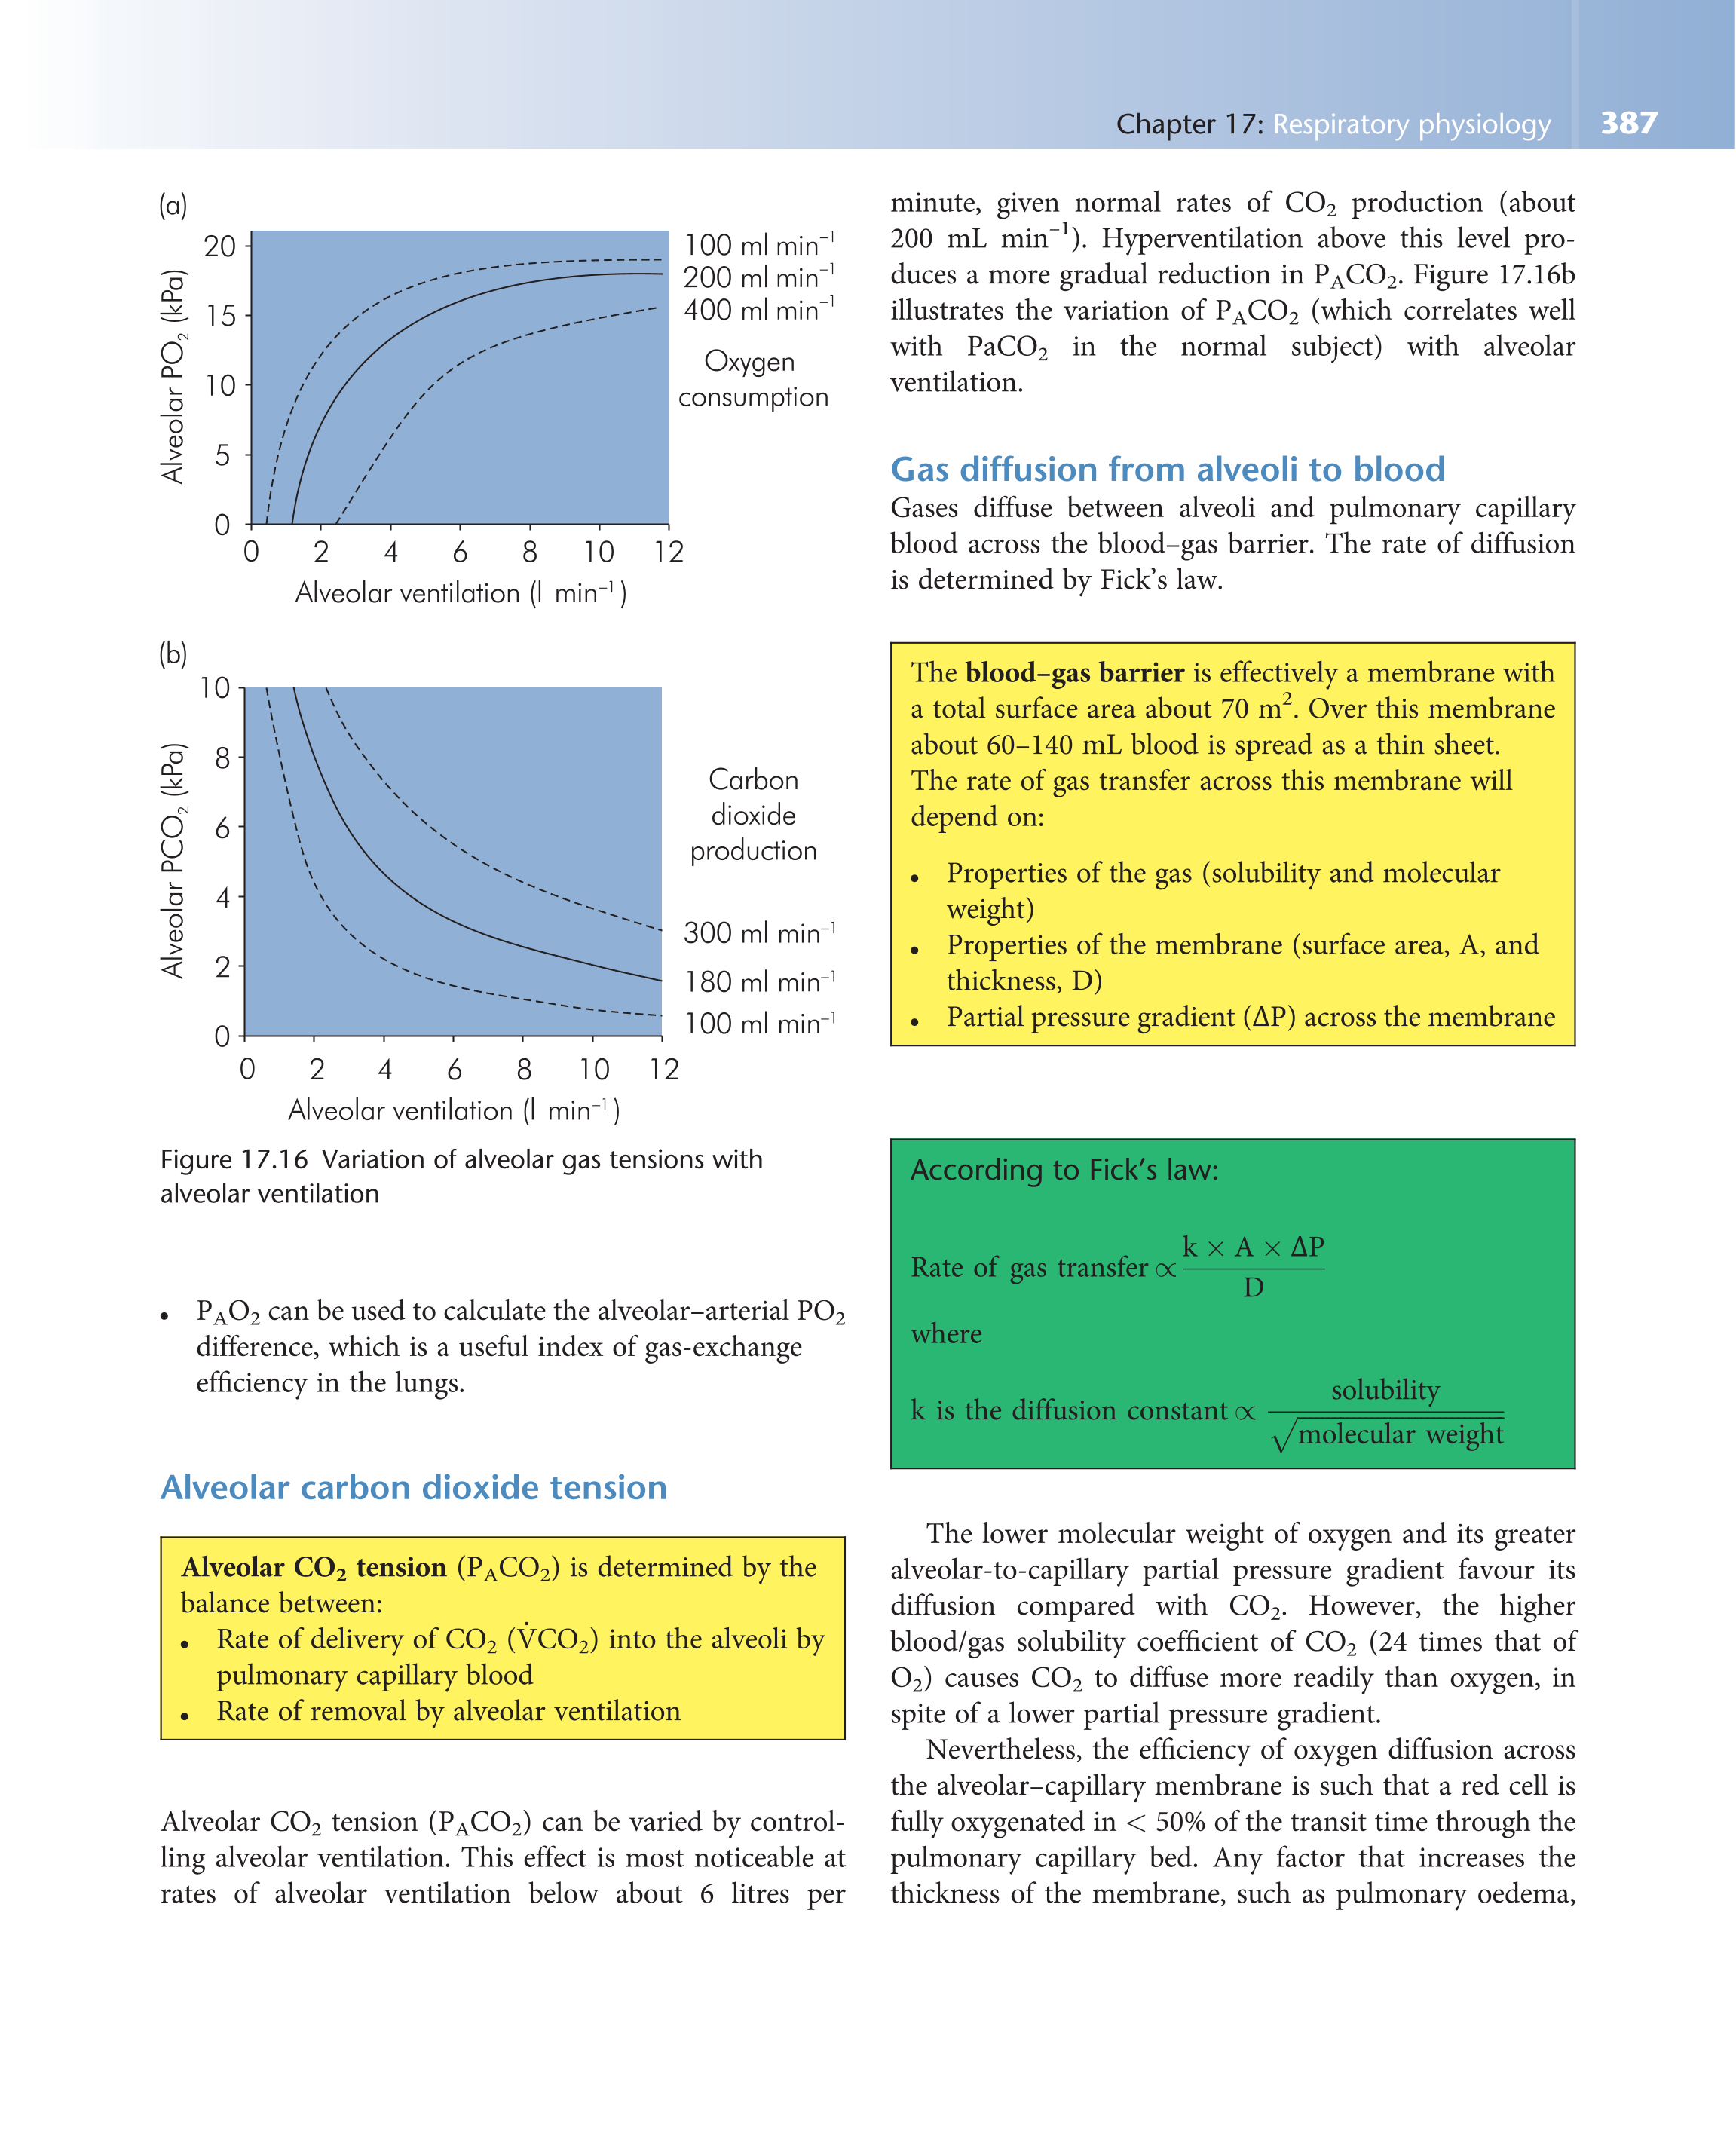 Chapter 17: Respiratory physiology 387
(a)
20
15
10
5
0
Alveolar PO₂ (kPa)
0 2 4 6 8 10 12
Alveolar ventilation (l min⁻¹)
100 ml min⁻¹
200 ml min⁻¹
400 ml min⁻¹
Oxygen
consumption
(b)
10
8
6
4
2
0
Alveolar PCO₂ (kPa)
0 2 4 6 8 10 12
Alveolar ventilation (l min⁻¹)
Carbon
dioxide
production
300 ml min⁻¹
180 ml min⁻¹
100 ml min⁻¹
Figure 17.16 Variation of alveolar gas tensions with
alveolar ventilation
• PAO₂ can be used to calculate the alveolar–arterial PO₂
difference, which is a useful index of gas-exchange
efficiency in the lungs.
Alveolar carbon dioxide tension
Alveolar CO₂ tension (PACO₂) is determined by the
balance between:
• Rate of delivery of CO₂ (V̇CO₂) into the alveoli by
pulmonary capillary blood
• Rate of removal by alveolar ventilation
Alveolar CO₂ tension (PACO₂) can be varied by control-
ling alveolar ventilation. This effect is most noticeable at
rates of alveolar ventilation below about 6 litres per
minute, given normal rates of CO₂ production (about
200 mL min⁻¹). Hyperventilation above this level pro-
duces a more gradual reduction in PACO₂. Figure 17.16b
illustrates the variation of PACO₂ (which correlates well
with PaCO₂ in the normal subject) with alveolar
ventilation.
Gas diffusion from alveoli to blood
Gases diffuse between alveoli and pulmonary capillary
blood across the blood–gas barrier. The rate of diffusion
is determined by Fick's law.
The blood–gas barrier is effectively a membrane with
a total surface area about 70 m². Over this membrane
about 60–140 mL blood is spread as a thin sheet.
The rate of gas transfer across this membrane will
depend on:
• Properties of the gas (solubility and molecular
weight)
• Properties of the membrane (surface area, A, and
thickness, D)
• Partial pressure gradient (ΔP) across the membrane
According to Fick's law:
Rate of gas transfer ∝ k × A × ΔP / D
where
k is the diffusion constant ∝ solubility / √molecular weight
The lower molecular weight of oxygen and its greater
alveolar-to-capillary partial pressure gradient favour its
diffusion compared with CO₂. However, the higher
blood/gas solubility coefficient of CO₂ (24 times that of
O₂) causes CO₂ to diffuse more readily than oxygen, in
spite of a lower partial pressure gradient.
Nevertheless, the efficiency of oxygen diffusion across
the alveolar–capillary membrane is such that a red cell is
fully oxygenated in < 50% of the transit time through the
pulmonary capillary bed. Any factor that increases the
thickness of the membrane, such as pulmonary oedema,